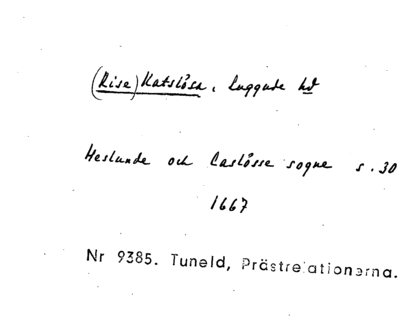 (Rise) Katslösa, Luggude hd
Heslunde och Caslösse sogne s. 30
1667
Nr 9385. Tuneld, Prästrelationerna.